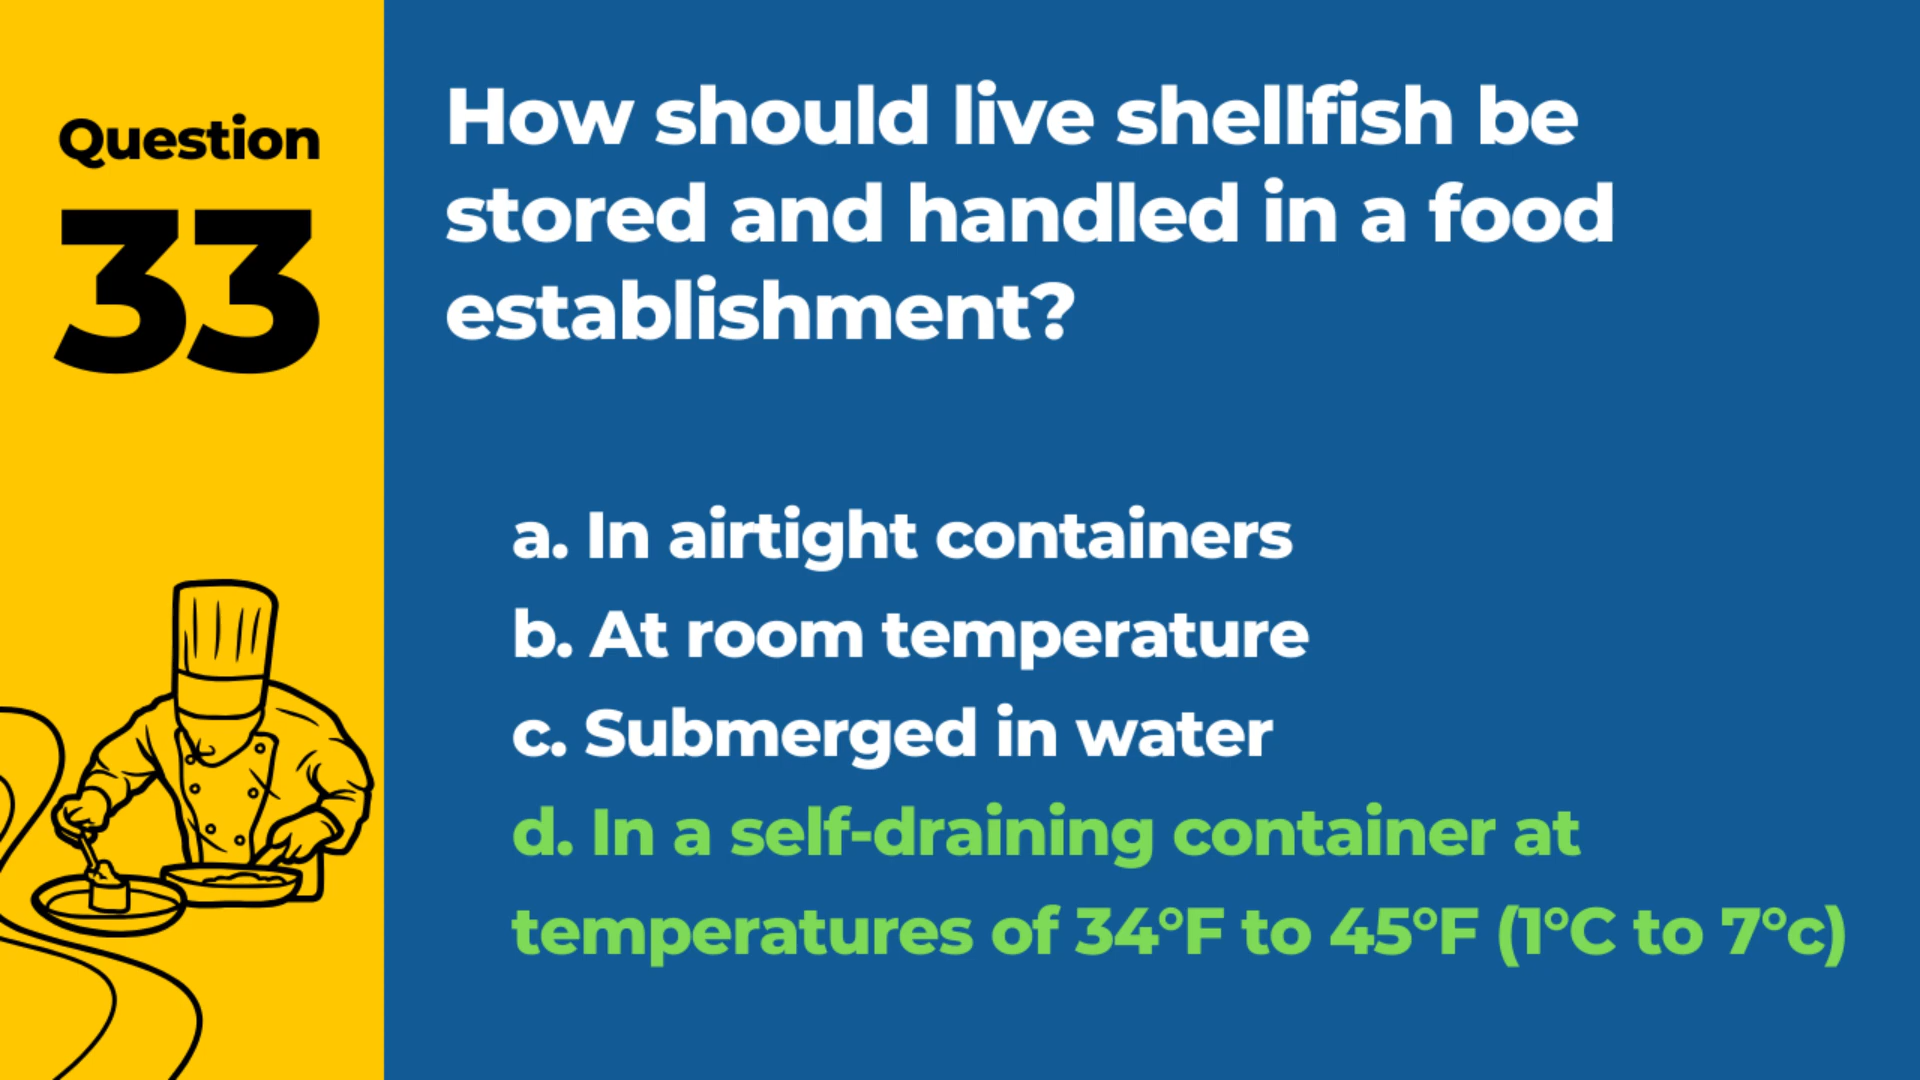 Question
33
How should live shellfish be
stored and handled in a food
establishment?
a. In airtight containers
b. At room temperature
c. Submerged in water
d. In a self-draining container at
temperatures of 34°F to 45°F (1°C to 7°c)